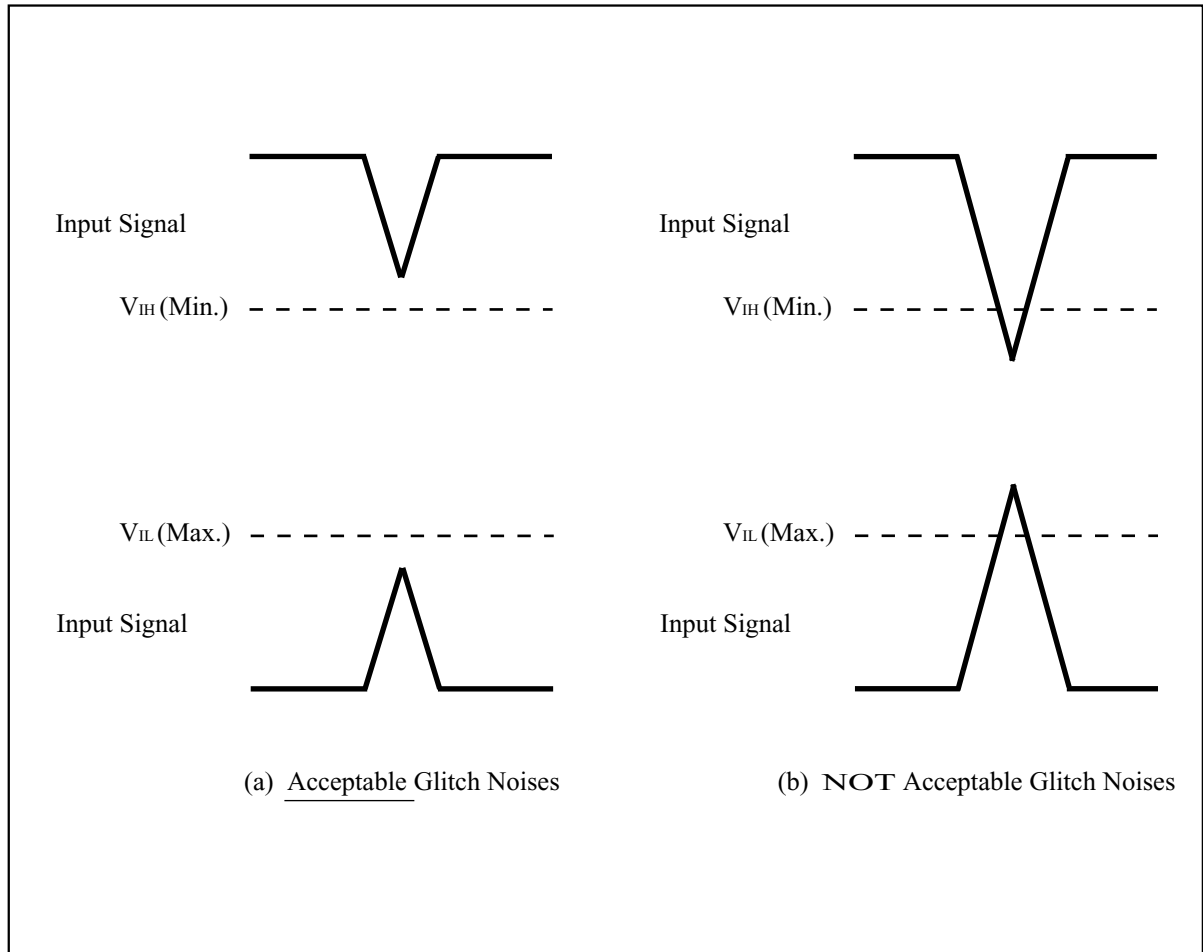 Input Signal
VIH (Min.)
VIL (Max.)
Input Signal
(a) Acceptable Glitch Noises
Input Signal
VIH (Min.)
VIL (Max.)
Input Signal
(b) NOT Acceptable Glitch Noises